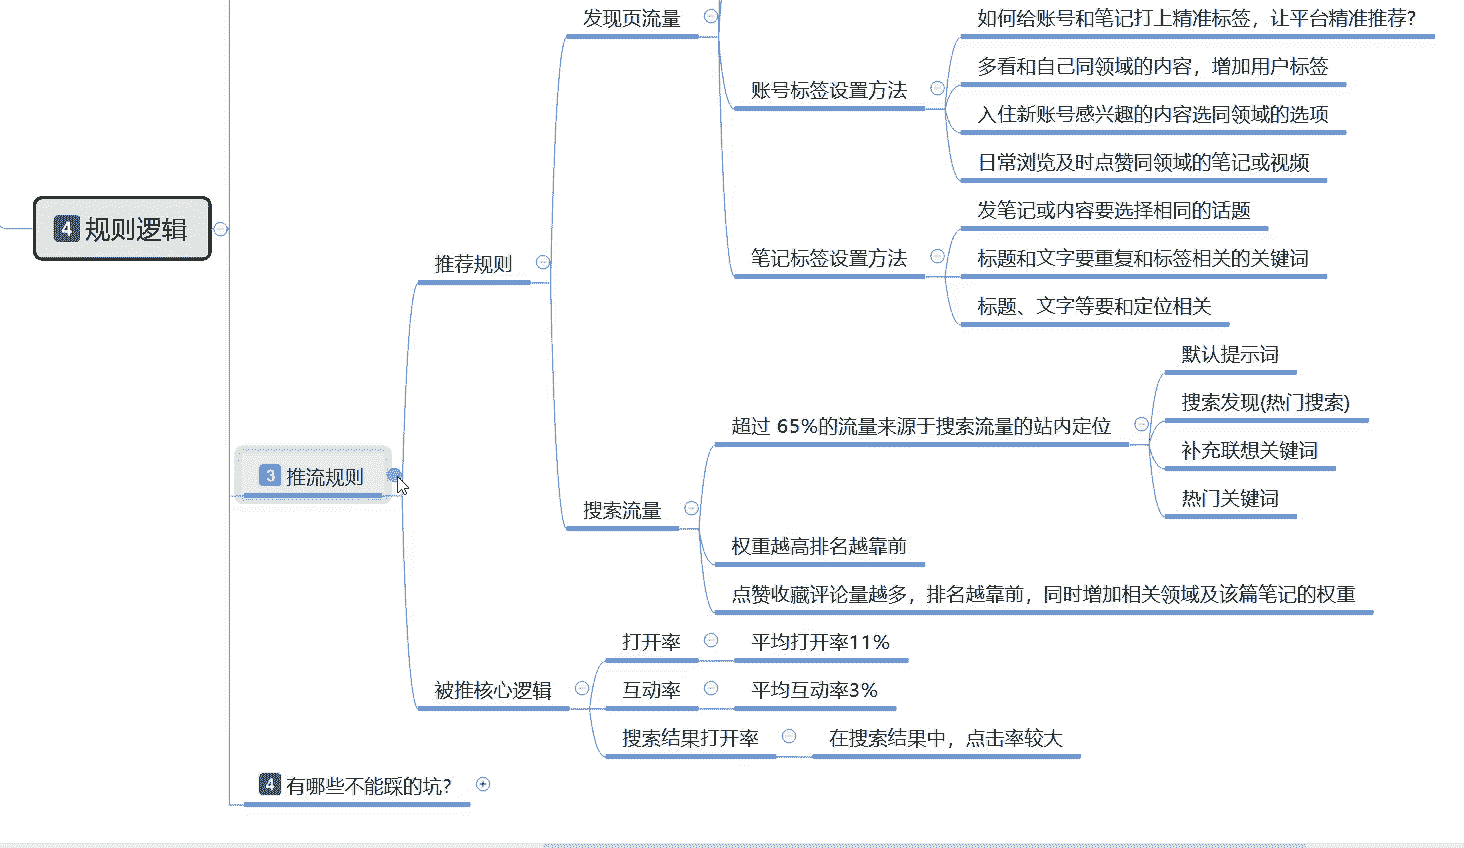 4 规则逻辑
3 推流规则
推荐规则
发现页流量
账号标签设置方法
如何给账号和笔记打上精准标签，让平台精准推荐？
多看和自己同领域的内容，增加用户标签
入住新账号感兴趣的内容选同领域的选项
日常浏览及时点赞同领域的笔记或视频
笔记标签设置方法
发笔记或内容要选择相同的话题
标题和文字要重复和标签相关的关键词
标题、文字等要和定位相关
搜索流量
超过 65%的流量来源于搜索流量的站内定位
默认提示词
搜索发现(热门搜索)
补充联想关键词
热门关键词
权重越高排名越靠前
点赞收藏评论量越多，排名越靠前，同时增加相关领域及该篇笔记的权重
被推核心逻辑
打开率
平均打开率11%
互动率
平均互动率3%
搜索结果打开率
在搜索结果中，点击率较大
4 有哪些不能踩的坑？